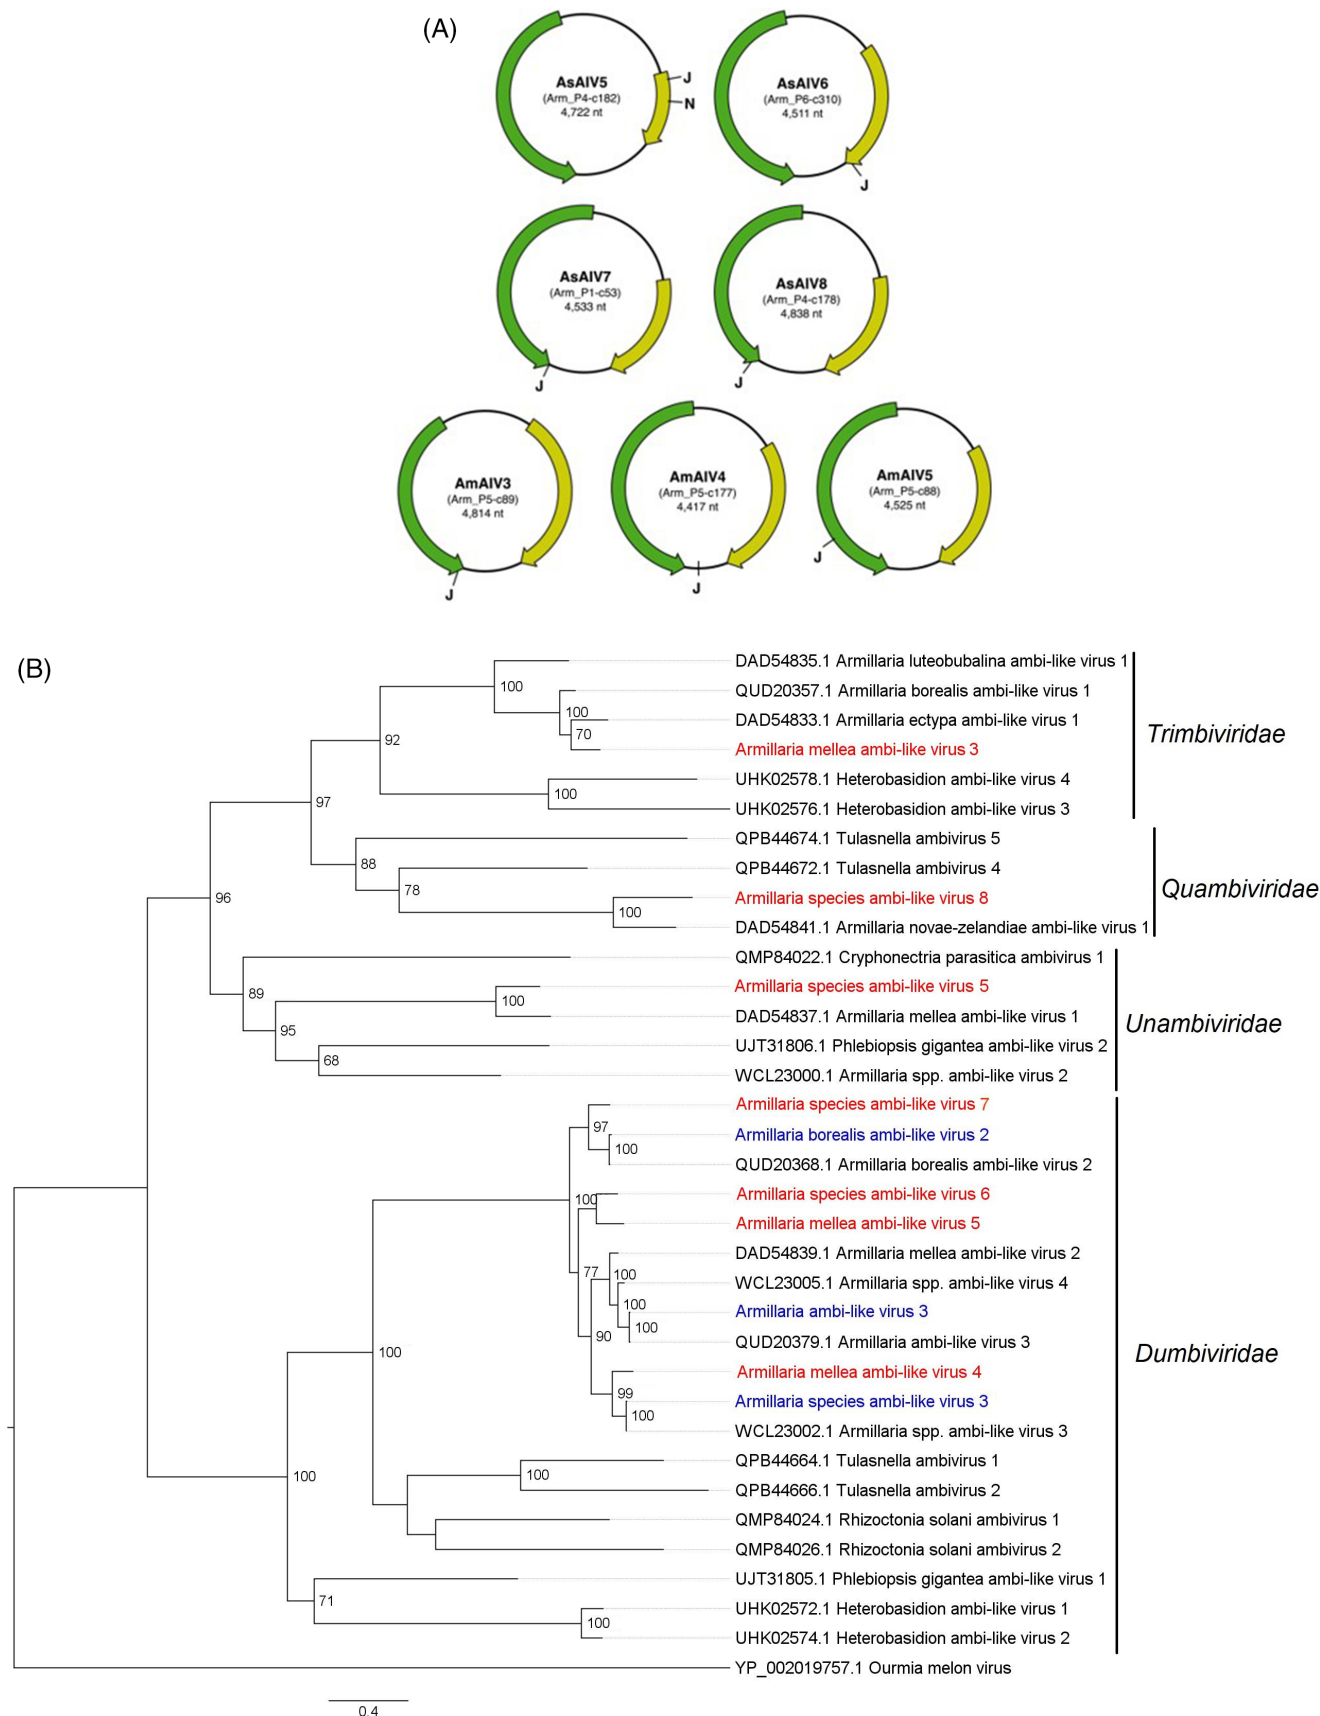 (A)
AsAIV5
(Arm_P4-c182)
4,722 nt
J
N
AsAIV6
(Arm_P6-c310)
4,511 nt
J
AsAIV7
(Arm_P1-c53)
4,533 nt
J
AsAIV8
(Arm_P4-c178)
4,838 nt
J
AmAIV3
(Arm_P5-c89)
4,814 nt
J
AmAIV4
(Arm_P5-c177)
4,417 nt
J
AmAIV5
(Arm_P5-c88)
4,525 nt
J
(B)
DAD54835.1 Armillaria luteobubalina ambi-like virus 1
100
QUD20357.1 Armillaria borealis ambi-like virus 1
100
DAD54833.1 Armillaria ectypa ambi-like virus 1
70
Trimbiviridae
92
Armillaria mellea ambi-like virus 3
UHK02578.1 Heterobasidion ambi-like virus 4
100
97
UHK02576.1 Heterobasidion ambi-like virus 3
QPB44674.1 Tulasnella ambivirus 5
88
QPB44672.1 Tulasnella ambivirus 4
78
Quambiviridae
96
Armillaria species ambi-like virus 8
100
DAD54841.1 Armillaria novae-zelandiae ambi-like virus 1
QMP84022.1 Cryphonectria parasitica ambivirus 1
89
Armillaria species ambi-like virus 5
100
DAD54837.1 Armillaria mellea ambi-like virus 1
Unambiviridae
95
UJT31806.1 Phlebiopsis gigantea ambi-like virus 2
68
WCL23000.1 Armillaria spp. ambi-like virus 2
Armillaria species ambi-like virus 7
97
Armillaria borealis ambi-like virus 2
100
QUD20368.1 Armillaria borealis ambi-like virus 2
Armillaria species ambi-like virus 6
100
Armillaria mellea ambi-like virus 5
DAD54839.1 Armillaria mellea ambi-like virus 2
77
100
WCL23005.1 Armillaria spp. ambi-like virus 4
100
Armillaria ambi-like virus 3
100
90
QUD20379.1 Armillaria ambi-like virus 3
100
Dumbiviridae
Armillaria mellea ambi-like virus 4
99
Armillaria species ambi-like virus 3
100
WCL23002.1 Armillaria spp. ambi-like virus 3
QPB44664.1 Tulasnella ambivirus 1
100
100
QPB44666.1 Tulasnella ambivirus 2
QMP84024.1 Rhizoctonia solani ambivirus 1
QMP84026.1 Rhizoctonia solani ambivirus 2
UJT31805.1 Phlebiopsis gigantea ambi-like virus 1
71
UHK02572.1 Heterobasidion ambi-like virus 1
100
UHK02574.1 Heterobasidion ambi-like virus 2
YP_002019757.1 Ourmia melon virus
0.4